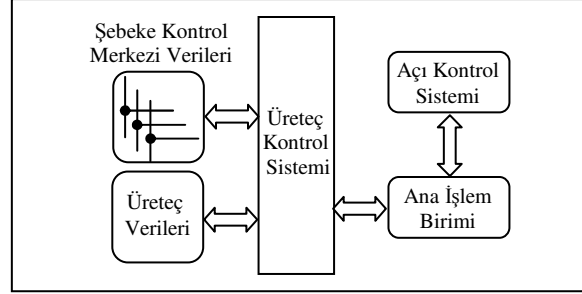 Şebeke Kontrol
Merkezi Verileri
Üreteç
Verileri
Üreteç
Kontrol
Sistemi
Açı Kontrol
Sistemi
Ana İşlem
Birimi